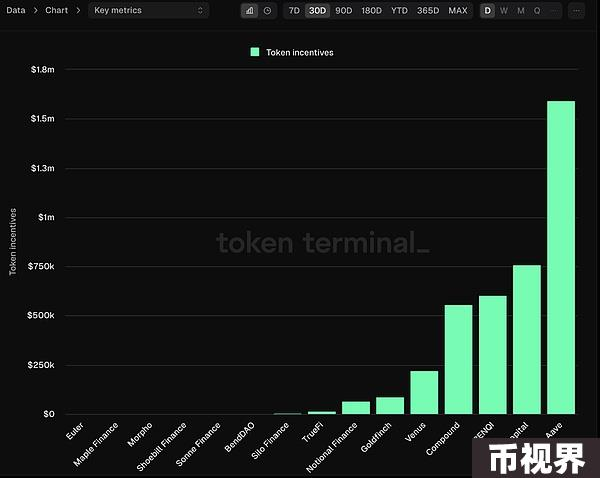 Data > Chart > Key metrics
7D 30D 90D 180D YTD 365D MAX D W M Q
Token incentives
$1.8m
$1.5m
$1.3m
$1m
$750k
$500k
$250k
$0
Token incentives
token terminal_
Euler
Maple Finance
Morpho
Shoebill Finance
Sonne Finance
BendDAO
Silo Finance
TrueFi
Notional Finance
Goldfinch
Venus
Compound
Aave
币视界